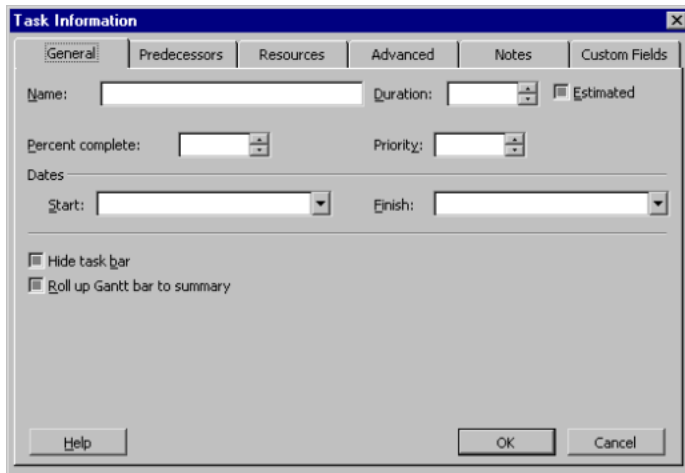 Task Information
General Predecessors Resources Advanced Notes Custom Fields
Name: Duration: Estimated
Percent complete: Priority:
Dates
Start: Finish:
Hide task bar
Roll up Gantt bar to summary
Help OK Cancel